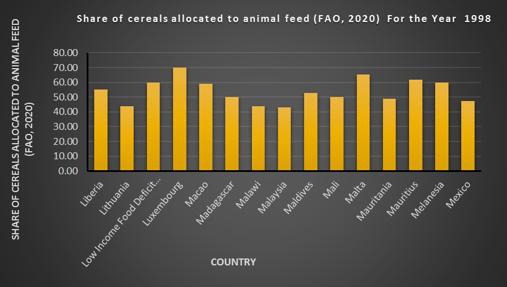 Share of cereals allocated to animal feed (FAO, 2020) For the Year 1998
SHARE OF CEREALS ALLOCATED TO ANIMAL FEED
(FAO, 2020)
80.00
70.00
60.00
50.00
40.00
30.00
20.00
10.00
0.00
Liberia
Lithuania
Low Income Food Deficit...
Luxembourg
Macao
Madagascar
Malawi
Malaysia
Maldives
Mali
Malta
Mauritania
Mauritius
Melanesia
Mexico
COUNTRY